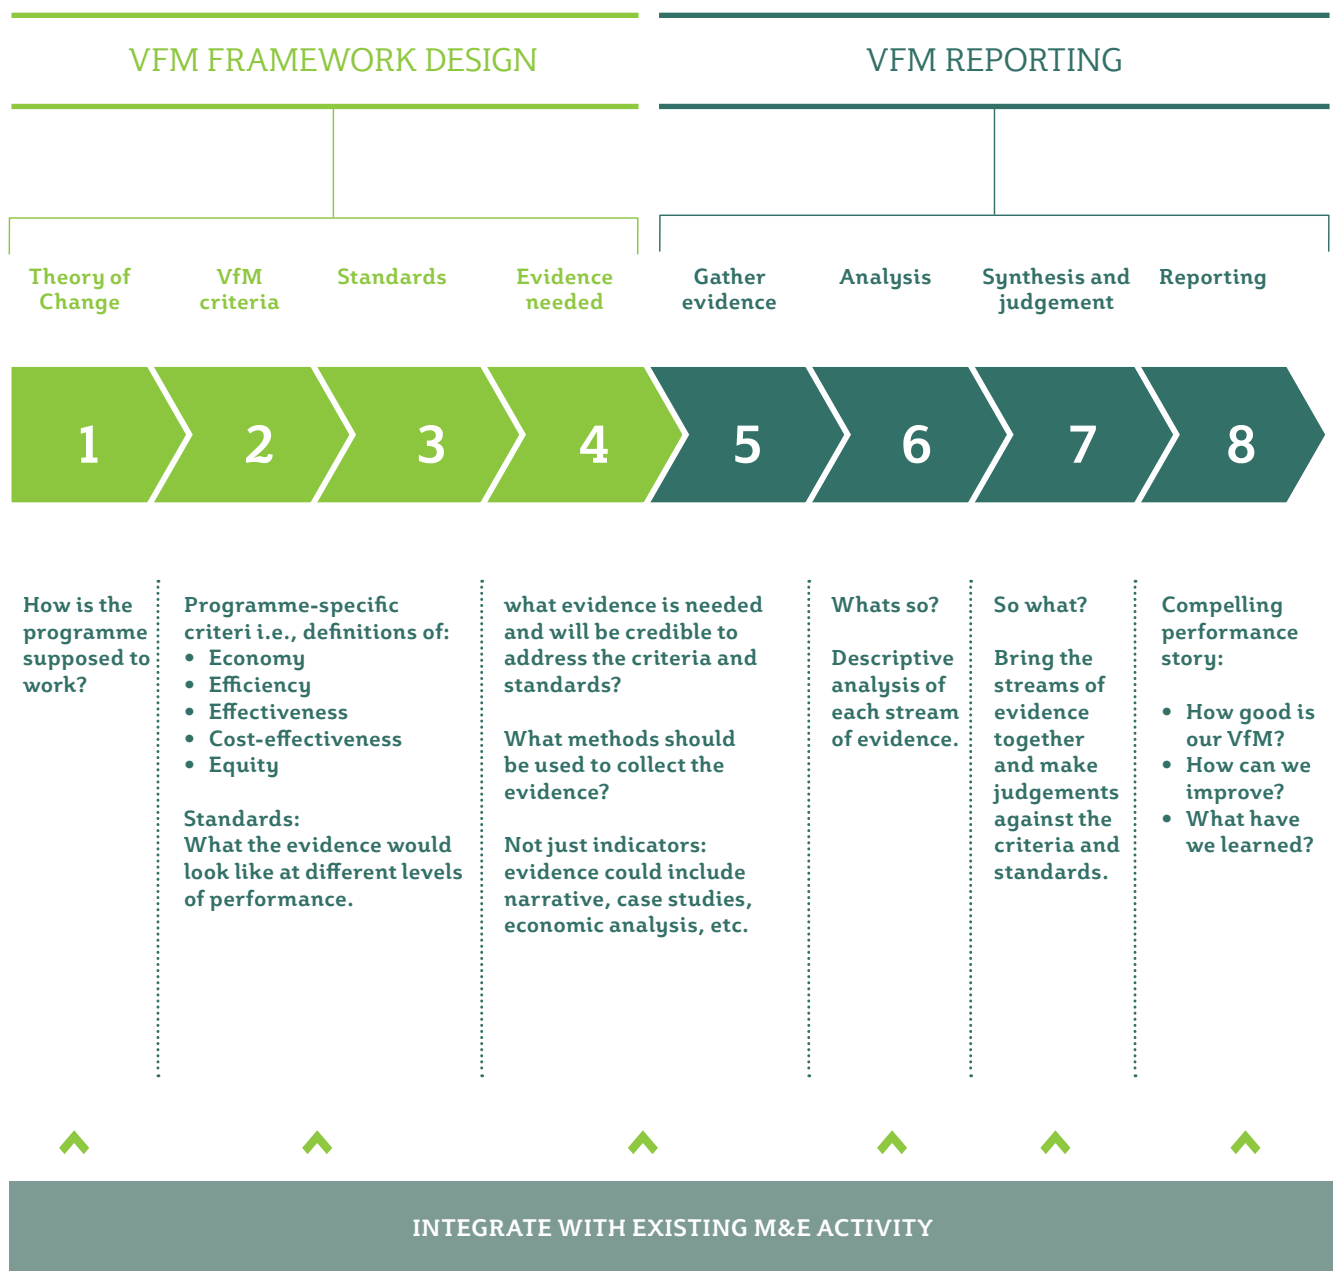 VFM FRAMEWORK DESIGN
VFM REPORTING
Theory of
Change
VfM
criteria
Standards
Evidence
needed
Gather
evidence
Analysis
Synthesis and
judgement
Reporting
1
2
3
4
5
6
7
8
How is the
programme
supposed to
work?
Programme-specific
criteri i.e., definitions of:
• Economy
• Efficiency
• Effectiveness
• Cost-effectiveness
• Equity
Standards:
What the evidence would
look like at different levels
of performance.
what evidence is needed
and will be credible to
address the criteria and
standards?
What methods should
be used to collect the
evidence?
Not just indicators:
evidence could include
narrative, case studies,
economic analysis, etc.
Whats so?
Descriptive
analysis of
each stream
of evidence.
So what?
Bring the
streams of
evidence
together
and make
judgements
against the
criteria and
standards.
Compelling
performance
story:
• How good is
our VfM?
• How can we
improve?
• What have
we learned?
INTEGRATE WITH EXISTING M&E ACTIVITY